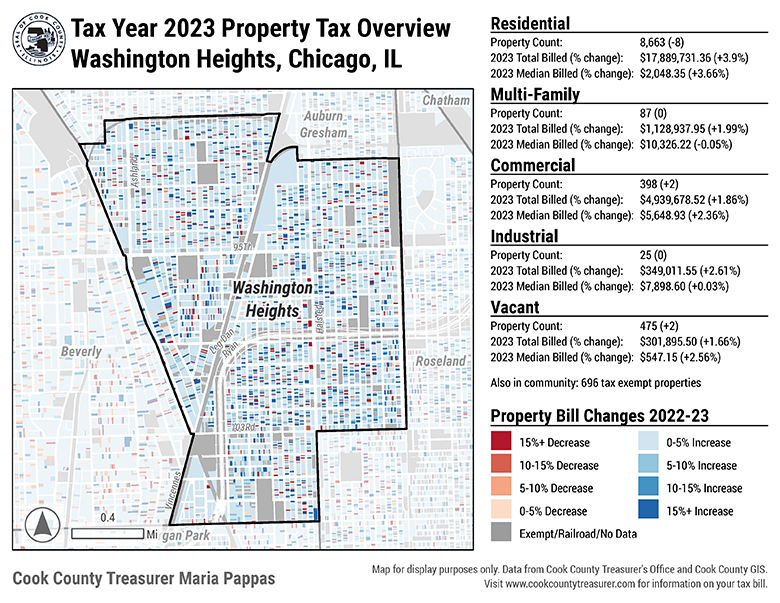 Tax Year 2023 Property Tax Overview
Washington Heights, Chicago, IL
Residential
Property Count: 8,663 (-8)
2023 Total Billed (% change): $17,889,731.36 (+3.9%)
2023 Median Billed (% change): $2,048.35 (+3.66%)
Multi-Family
Property Count: 87 (0)
2023 Total Billed (% change): $1,128,937.95 (+1.99%)
2023 Median Billed (% change): $10,326.22 (-0.05%)
Commercial
Property Count: 398 (+2)
2023 Total Billed (% change): $4,939,678.52 (+1.86%)
2023 Median Billed (% change): $5,648.93 (+2.36%)
Industrial
Property Count: 25 (0)
2023 Total Billed (% change): $349,011.55 (+2.61%)
2023 Median Billed (% change): $7,898.60 (+0.03%)
Vacant
Property Count: 475 (+2)
2023 Total Billed (% change): $301,895.50 (+1.66%)
2023 Median Billed (% change): $547.15 (+2.56%)
Also in community: 696 tax exempt properties
Property Bill Changes 2022-23
15%+ Decrease
10-15% Decrease
5-10% Decrease
0-5% Decrease
Exempt/Railroad/No Data
0-5% Increase
5-10% Increase
10-15% Increase
15%+ Increase
Chatham
Auburn
Gresham
Ashland
95Th
Washington
Heights
Halsted
Ryan
Beverly
Roseland
103Rd
Vincennes
0.4
Mi
gan Park
Cook County Treasurer Maria Pappas
Map for display purposes only. Data from Cook County Treasurer's Office and Cook County GIS.
Visit www.cookcountytreasurer.com for information on your tax bill.